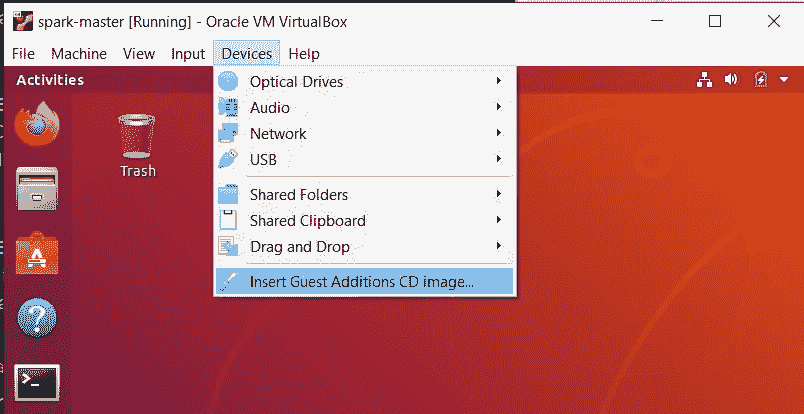 spark-master [Running] - Oracle VM VirtualBox
File Machine View Input Devices Help
Activities
Optical Drives
Audio
Network
USB
Shared Folders
Shared Clipboard
Drag and Drop
Insert Guest Additions CD image...
Trash